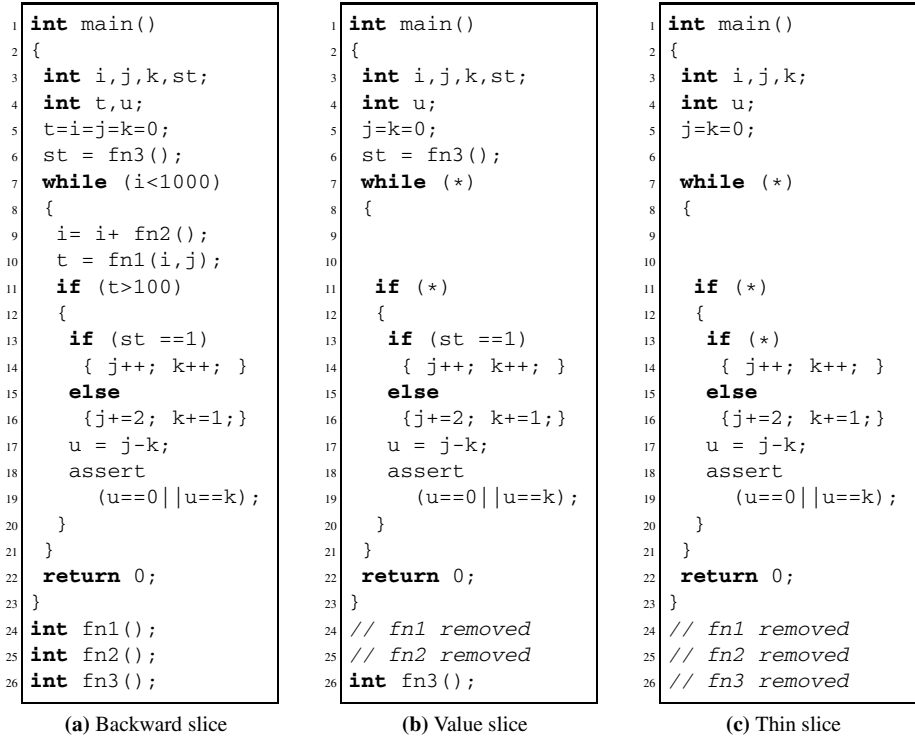 1 int main()
2 {
3 int i,j,k,st;
4 int t,u;
5 t=i=j=k=0;
6 st = fn3();
7 while (i<1000)
8 {
9 i= i+ fn2();
10 t = fn1(i,j);
11 if (t>100)
12 {
13 if (st ==1)
14 { j++; k++; }
15 else
16 {j+=2; k+=1;}
17 u = j-k;
18 assert
19 (u==0||u==k);
20 }
21 }
22 return 0;
23 }
24 int fn1();
25 int fn2();
26 int fn3();
(a) Backward slice
1 int main()
2 {
3 int i,j,k,st;
4 int u;
5 j=k=0;
6 st = fn3();
7 while (*)
8 {
9
10
11 if (*)
12 {
13 if (st ==1)
14 { j++; k++; }
15 else
16 {j+=2; k+=1;}
17 u = j-k;
18 assert
19 (u==0||u==k);
20 }
21 }
22 return 0;
23 }
24 // fn1 removed
25 // fn2 removed
26 int fn3();
(b) Value slice
1 int main()
2 {
3 int i,j,k;
4 int u;
5 j=k=0;
6
7 while (*)
8 {
9
10
11 if (*)
12 {
13 if (*)
14 { j++; k++; }
15 else
16 {j+=2; k+=1;}
17 u = j-k;
18 assert
19 (u==0||u==k);
20 }
21 }
22 return 0;
23 }
24 // fn1 removed
25 // fn2 removed
26 // fn3 removed
(c) Thin slice